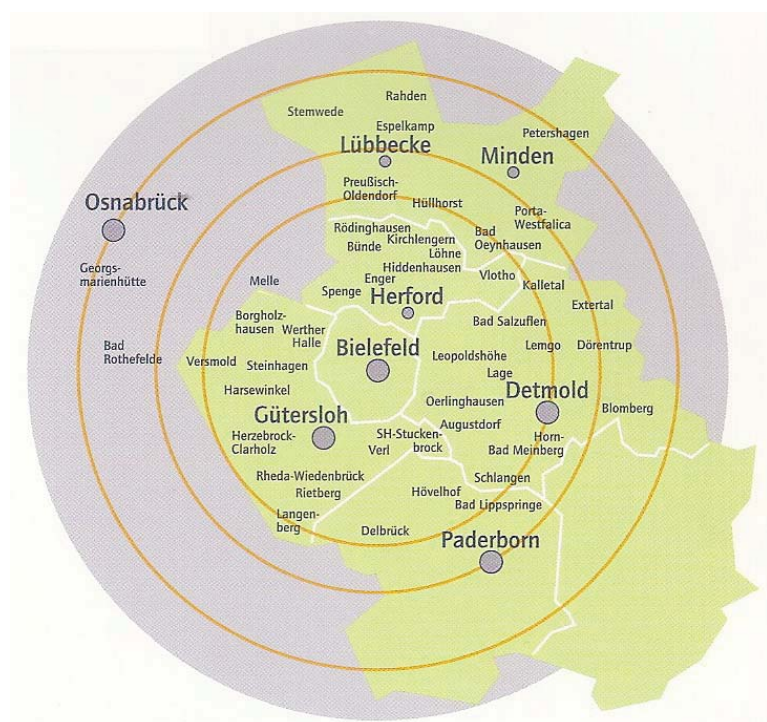 Rahden
Stemwede
Espelkamp
Petershagen
Lübbecke
Minden
Preußisch-
Oldendorf
Hüllhorst
Osnabrück
Porta-
Westfalica
Rödinghausen
Kirchlengern
Bad
Oeynhausen
Bünde
Löhne
Georgs-
marienhütte
Hiddenhausen
Melle
Enger
Vlotho
Kalletal
Spenge
Herford
Extertal
Borgholz-
hausen
Werther
Halle
Bad Salzuflen
Bad
Rothefelde
Bielefeld
Lemgo
Dörentrup
Versmold
Steinhagen
Leopoldshöhe
Lage
Harsewinkel
Detmold
Oerlinghausen
Blomberg
Gütersloh
Augustdorf
Herzebrock-
Clarholz
SH-Stucken-
brock
Verl
Horn-
Bad Meinberg
Rheda-Wiedenbrück
Schlangen
Rietberg
Hövelhof
Bad Lippspringe
Langen-
berg
Delbrück
Paderborn